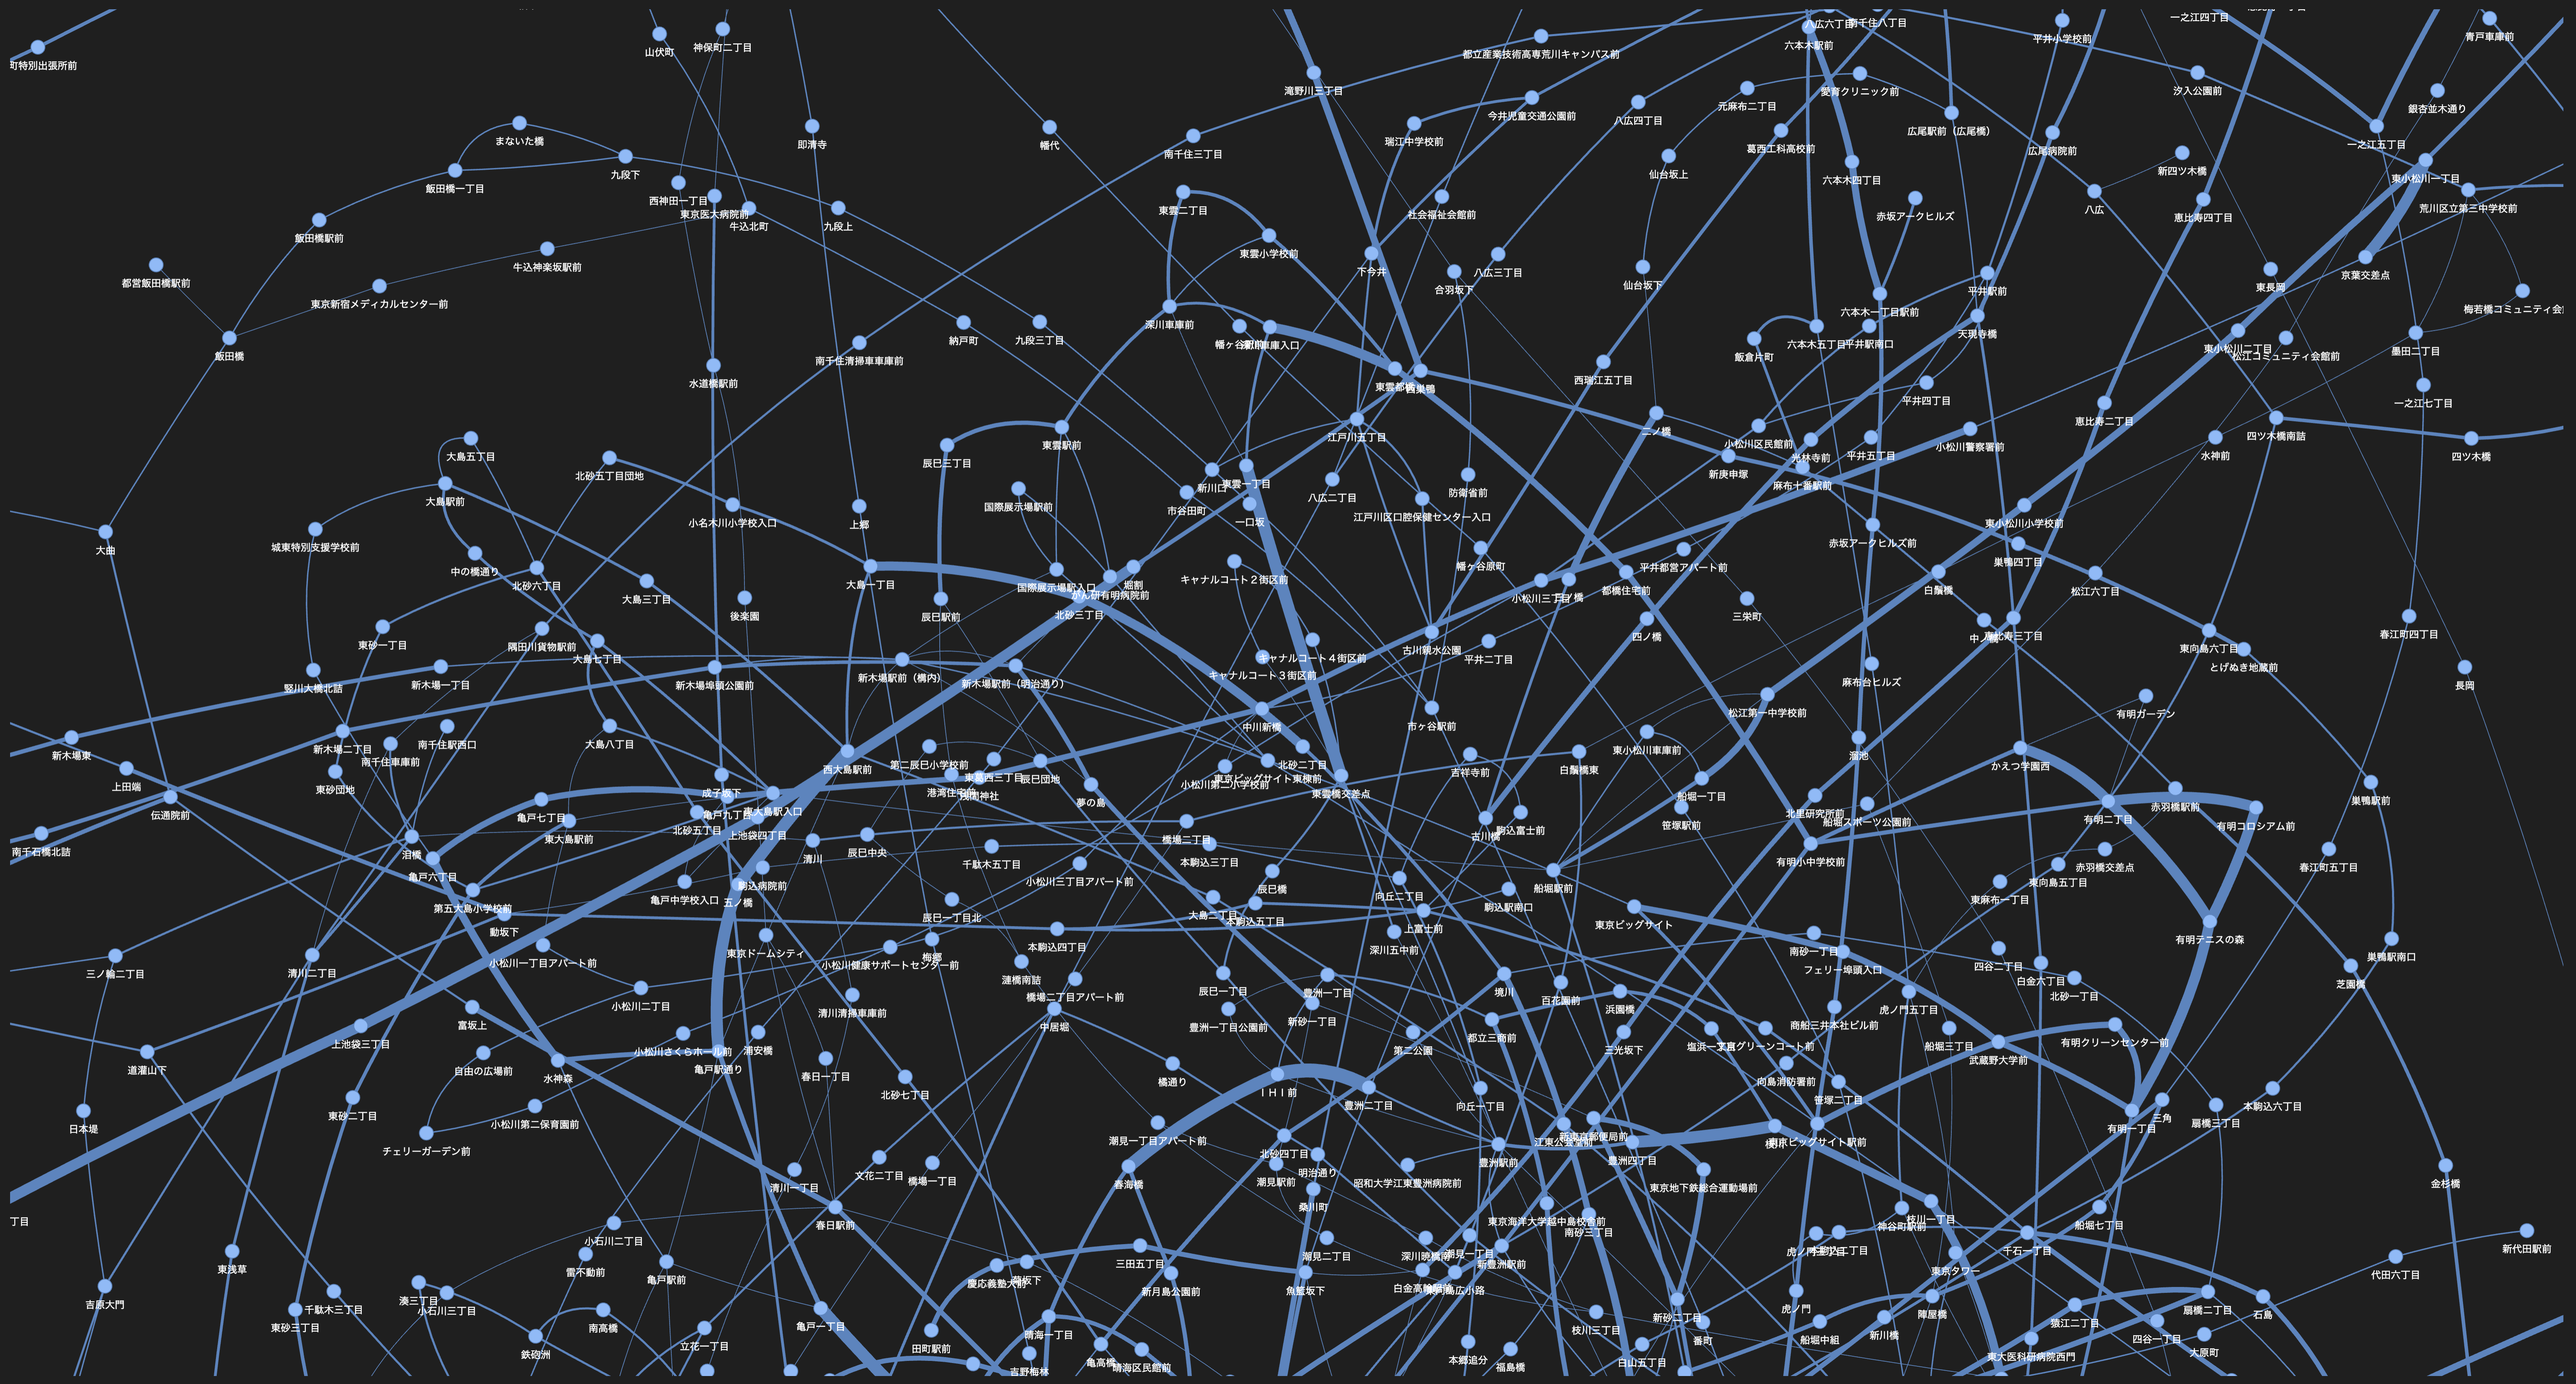 町特別出張所前
山伏町
神保町二丁目
都立産業技術高専荒川キャンパス前
八広六丁目
南千住八丁目
六本木駅前
平井小学校前
一之江四丁目
青戸車庫前
滝野川三丁目
元麻布二丁目
愛育クリニック前
汐入公園前
銀杏並木通り
今井児童交通公園前
八広四丁目
まないた橋
即清寺
幡代
南千住三丁目
瑞江中学校前
葛西工科高校前
広尾駅前（広尾橋）
広尾病院前
一之江五丁目
飯田橋一丁目
九段下
仙台坂上
六本木四丁目
新四ツ木橋
東小松川一丁目
西神田一丁目
東京医大病院前
牛込北町
九段上
東雲二丁目
社会福祉会館前
赤坂アークヒルズ
八広
恵比寿四丁目
荒川区立第三中学校前
飯田橋駅前
牛込神楽坂駅前
東雲小学校前
下今井
八広三丁目
都営飯田橋駅前
東京新宿メディカルセンター前
合羽坂下
仙台坂下
平井駅前
東長岡
京葉交差点
梅若橋コミュニティ会
飯田橋
深川車庫前
六本木一丁目駅前
天現寺橋
南千住清掃車車庫前
納戸町
九段三丁目
六本木五丁目
平井駅南口
飯倉片町
東小松川二丁目
松江コミュニティ会館前
墨田二丁目
水道橋駅前
東雲都橋
西巣鴨
西瑞江五丁目
平井四丁目
一之江七丁目
大島五丁目
東雲駅前
江戸川五丁目
二ノ橋
小松川区民館前
光林寺前
平井五丁目
小松川警察署前
恵比寿二丁目
水神前
四ツ木橋南詰
四ツ木橋
大島駅前
北砂五丁目団地
辰巳三丁目
新川口
東雲一丁目
八広二丁目
防衛省前
新庚申塚
麻布十番駅前
小名木川小学校入口
上郷
国際展示場駅前
市谷田町
一口坂
江戸川区口腔保健センター入口
東小松川小学校前
大曲
城東特別支援学校前
中の橋通り
北砂六丁目
大島三丁目
大島一丁目
国際展示場駅入口
堀割
がん研有明病院前
キャナルコート２街区前
幡ヶ谷原町
平井都営アパート前
赤坂アークヒルズ前
巣鴨四丁目
後楽園
辰巳駅前
北砂三丁目
小松川三丁目
都橋住宅前
三栄町
白鬚橋
松江六丁目
東砂一丁目
隅田川貨物駅前
大島七丁目
キャナルコート４街区前
古川親水公園
平井二丁目
四ノ橋
恵比寿三丁目
春江町四丁目
竪川大橋北詰
新木場一丁目
新木場埠頭公園前
新木場駅前（構内）
新木場駅前（明治通り）
キャナルコート３街区前
麻布台ヒルズ
東向島六丁目
とげぬき地蔵前
長岡
新木場東
新木場二丁目
南千住車庫前
南千住駅西口
大島八丁目
中川新橋
市ヶ谷駅前
松江第一中学校前
有明ガーデン
上田端
東砂団地
西大島駅前
第二辰巳小学校前
東葛西三丁目
辰巳団地
北砂二丁目
東京ビッグサイト東棟前
小松川第二小学校前
東雲橋交差点
吉祥寺前
白鬚橋東
東小松川車庫前
溜池
かえつ学園西
伝通院前
成子坂下
港湾住宅前
浅間神社
夢の島
船堀一丁目
南千石橋北詰
亀戸七丁目
東大島駅前
亀戸九丁目
東大島駅入口
北砂五丁目
上池袋四丁目
橋場二丁目
古川橋
駒込富士前
笹塚駅前
北里研究所前
船堀スポーツ公園前
有明二丁目
赤羽橋駅前
有明コロシアム前
巣鴨駅前
泪橋
亀戸六丁目
清川
辰巳中央
千駄木五丁目
本駒込三丁目
有明小中学校前
赤羽橋交差点
東向島五丁目
春江町五丁目
駒込病院前
小松川三丁目アパート前
辰巳橋
向丘二丁目
船堀駅前
第五大島小学校前
亀戸中学校入口
五ノ橋
辰巳一丁目北
大島二丁目
本駒込五丁目
駒込駅南口
東麻布一丁目
動坂下
本駒込四丁目
上富士前
深川五中前
東京ビッグサイト
有明テニスの森
東京ドームシティ
梅郷
小松川健康サポートセンター前
小松川一丁目アパート前
南砂一丁目
フェリー埠頭入口
四谷二丁目
巣鴨駅南口
三ノ輪二丁目
清川二丁目
漣橋南詰
橋場二丁目アパート前
辰巳一丁目
豊洲一丁目
境川
百花園前
白金六丁目
北砂一丁目
芝園橋
小松川二丁目
清川清掃車庫前
中居堀
豊洲一丁目公園前
新砂一丁目
浜園橋
虎ノ門五丁目
富坂上
上池袋三丁目
都立三商前
商船三井本社ビル前
道灌山下
自由の広場前
水神森
小松川さくらホール前
亀戸駅通り
浦安橋
春日一丁目
橘通り
第二公園
三光坂下
塩浜一丁目
文京グリーンコート前
船堀三丁目
武蔵野大学前
有明クリーンセンター前
北砂七丁目
ＩＨＩ前
豊洲二丁目
向丘一丁目
向島消防署前
笹塚二丁目
日本堤
東砂二丁目
小松川第二保育園前
チェリーガーデン前
潮見一丁目アパート前
北砂四丁目
江東公会堂前
豊洲四丁目
東京ビッグサイト駅前
有明一丁目
三角
扇橋三丁目
本駒込六丁目
丁目
清川一丁目
文花二丁目
橋場一丁目
春海橋
潮見駅前
明治通り
豊洲駅前
昭和大学江東豊洲病院前
東京地下鉄総合運動場前
金杉橋
春日駅前
小石川二丁目
桑川町
東京海洋大学越中島校舎前
南砂三丁目
神谷町駅前
枝川一丁目
船堀七丁目
東浅草
雷不動前
亀戸駅前
三田五丁目
潮見二丁目
潮見一丁目
新豊洲駅前
千石一丁目
東京タワー
代田六丁目
新代田駅前
吉原大門
千駄木三丁目
湊三丁目
小石川三丁目
新月島公園前
魚籃坂下
虎ノ門
東砂三丁目
南高橋
亀戸一丁目
晴海一丁目
枝川三丁目
新砂二丁目
陣屋橋
扇橋二丁目
石島
鉄砲洲
立花一丁目
田町駅前
吉野梅林
亀高橋
晴海区民館前
本郷追分
福島橋
白山五丁目
番町
船堀中組
新川橋
猿江二丁目
四谷一丁目
大原町
東大医科研病院西門